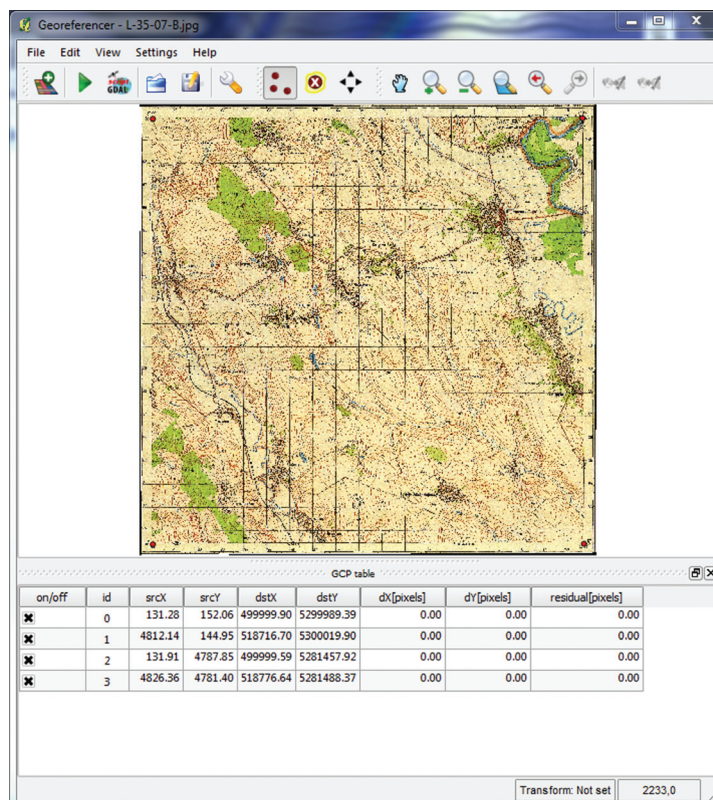 Georeferencer - L-35-07-B.jpg
File Edit View Settings Help
GDAL
GCP table
on/off id srcX srcY dstX dstY dX[pixels] dY[pixels] residual[pixels]
0 131.28 152.06 499999.90 5299989.39 0.00 0.00 0.00
1 4812.14 144.95 518716.70 5300019.90 0.00 0.00 0.00
2 131.91 4787.85 499999.59 5281457.92 0.00 0.00 0.00
3 4826.36 4781.40 518776.64 5281488.37 0.00 0.00 0.00
Transform: Not set 2233,0